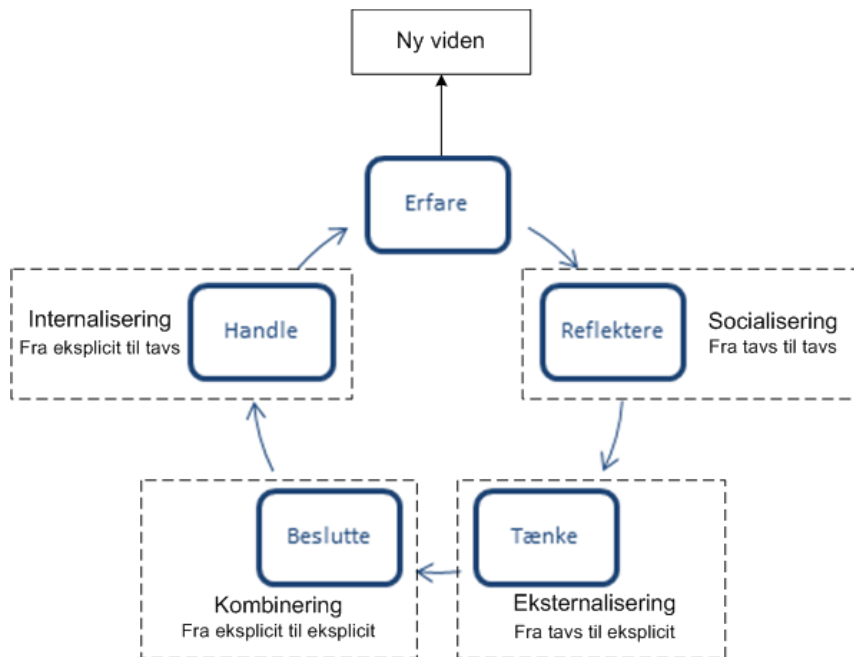 Ny viden
Erfare
Internalisering
Fra eksplicit til tavs
Handle
Reflektere
Socialisering
Fra tavs til tavs
Beslutte
Kombinering
Fra eksplicit til eksplicit
Tænke
Eksternalisering
Fra tavs til eksplicit